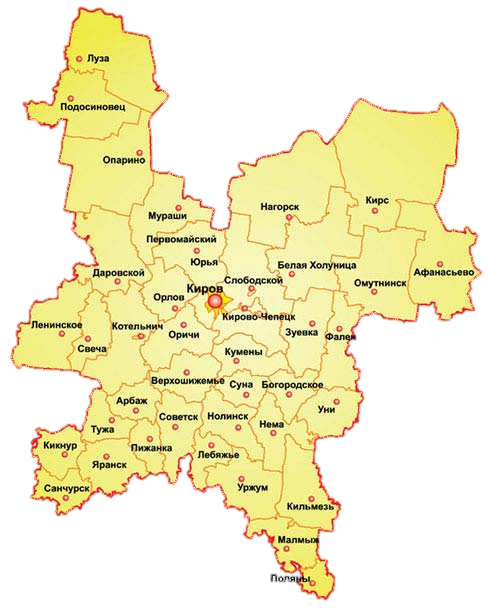 Луза
Подосиновец
Опарино
Мураши
Нагорск
Кирс
Первомайский
Юрья
Белая Холуница
Афанасьево
Даровской
Слободской
Омутнинск
Киров
Орлов
Кирово-Чепецк
Ленинское
Котельнич
Оричи
Зуевка
Фаленки
Свеча
Кумены
Верхошижемье
Суна
Богородское
Арбаж
Уни
Тужа
Советск
Нолинск
Нема
Кикнур
Пижанка
Лебяжье
Яранск
Санчурск
Уржум
Кильмезь
Малмыж
Поляны